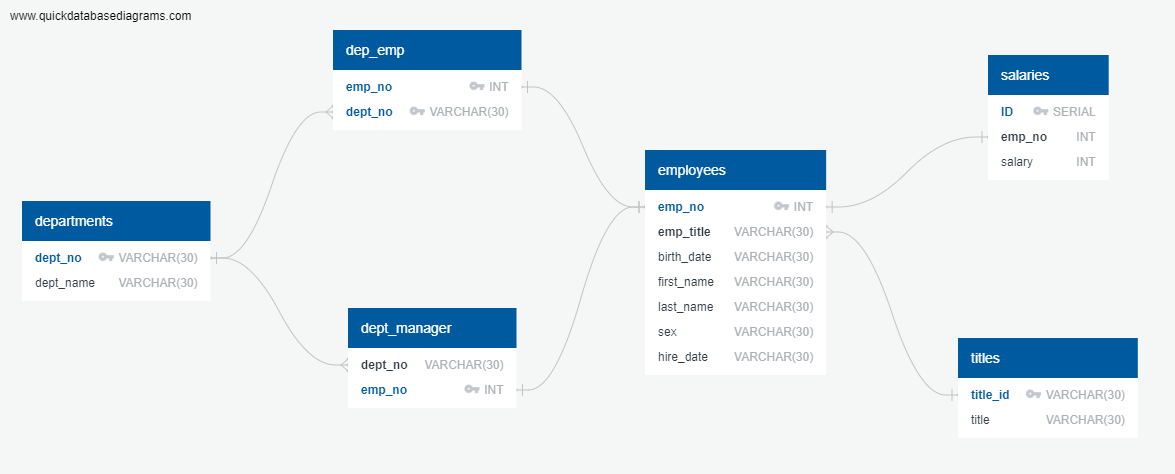 www.quickdatabasediagrams.com
dep_emp
emp_no INT
dept_no VARCHAR(30)
salaries
ID SERIAL
emp_no INT
salary INT
employees
emp_no INT
emp_title VARCHAR(30)
birth_date VARCHAR(30)
first_name VARCHAR(30)
last_name VARCHAR(30)
sex VARCHAR(30)
hire_date VARCHAR(30)
departments
dept_no VARCHAR(30)
dept_name VARCHAR(30)
dept_manager
dept_no VARCHAR(30)
emp_no INT
titles
title_id VARCHAR(30)
title VARCHAR(30)